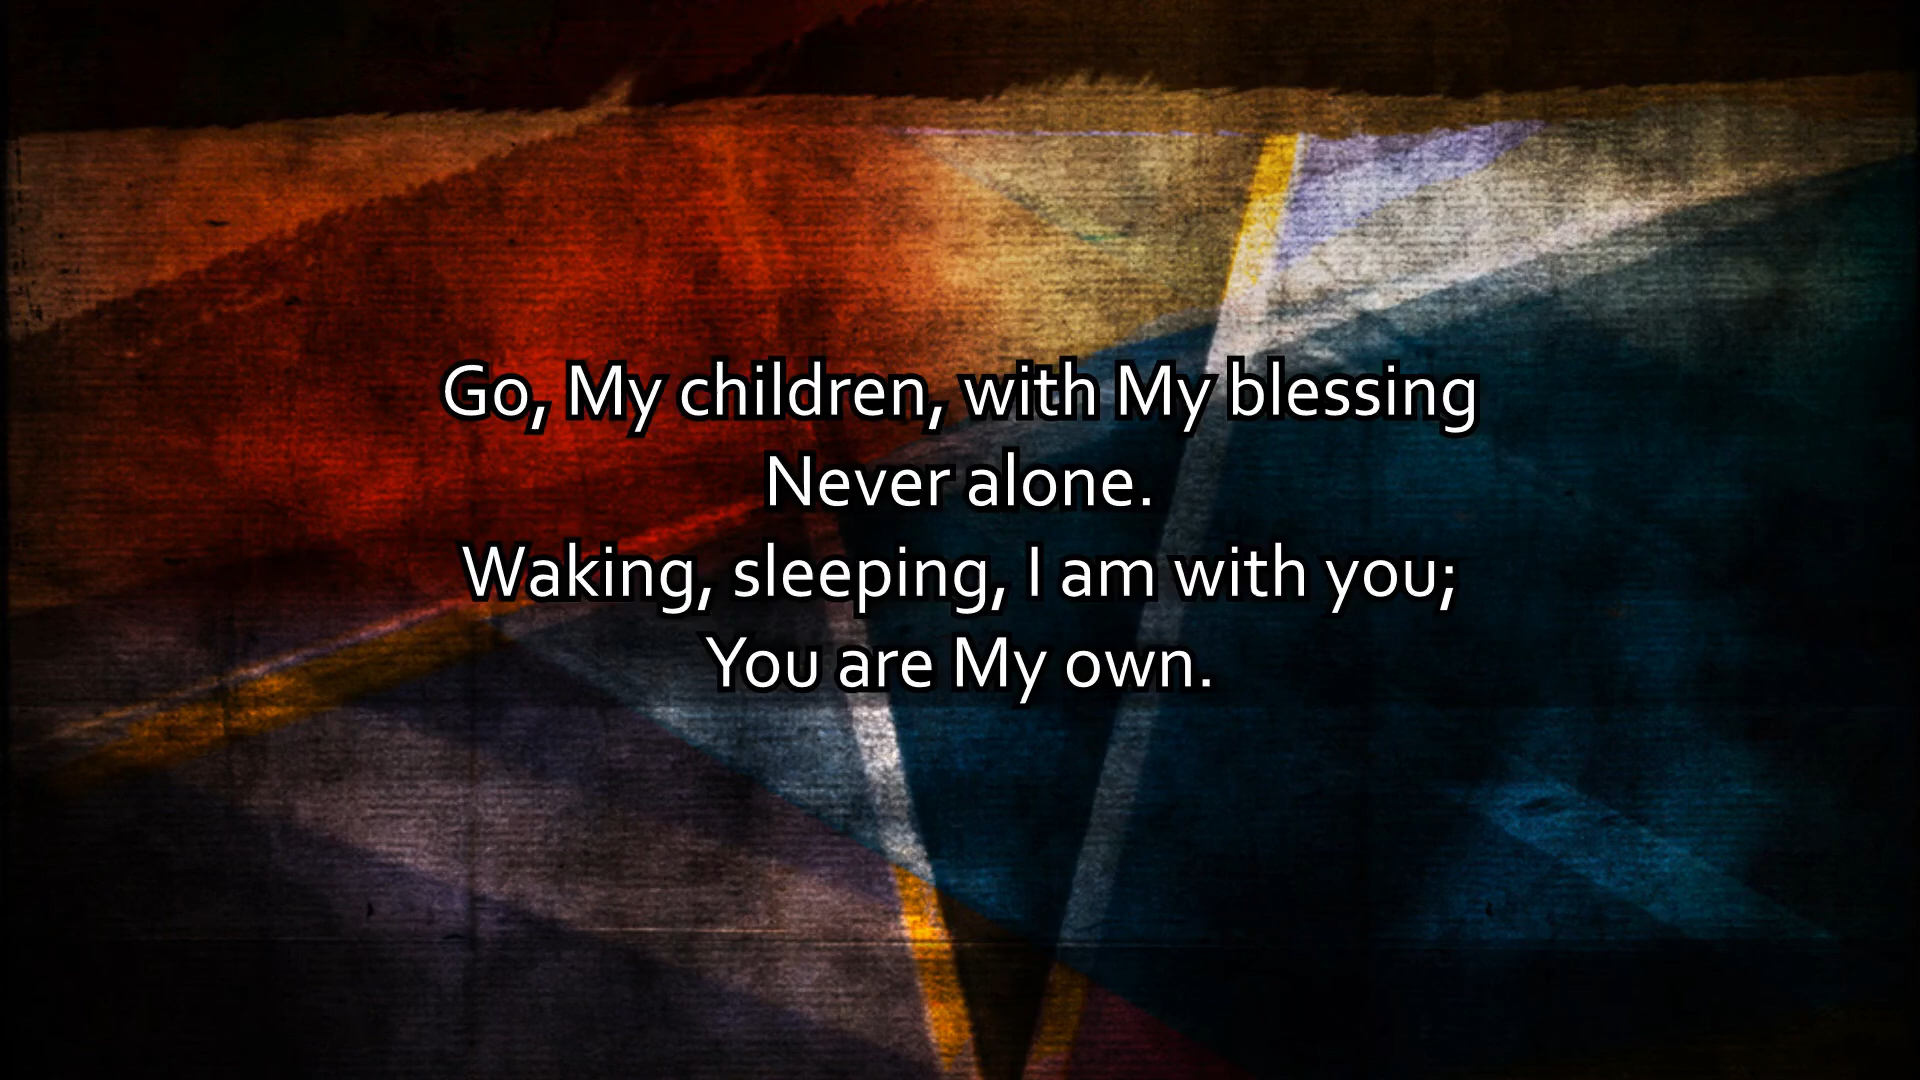 Go, My children, with My blessing
Never alone.
Waking, sleeping, I am with you;
You are My own.